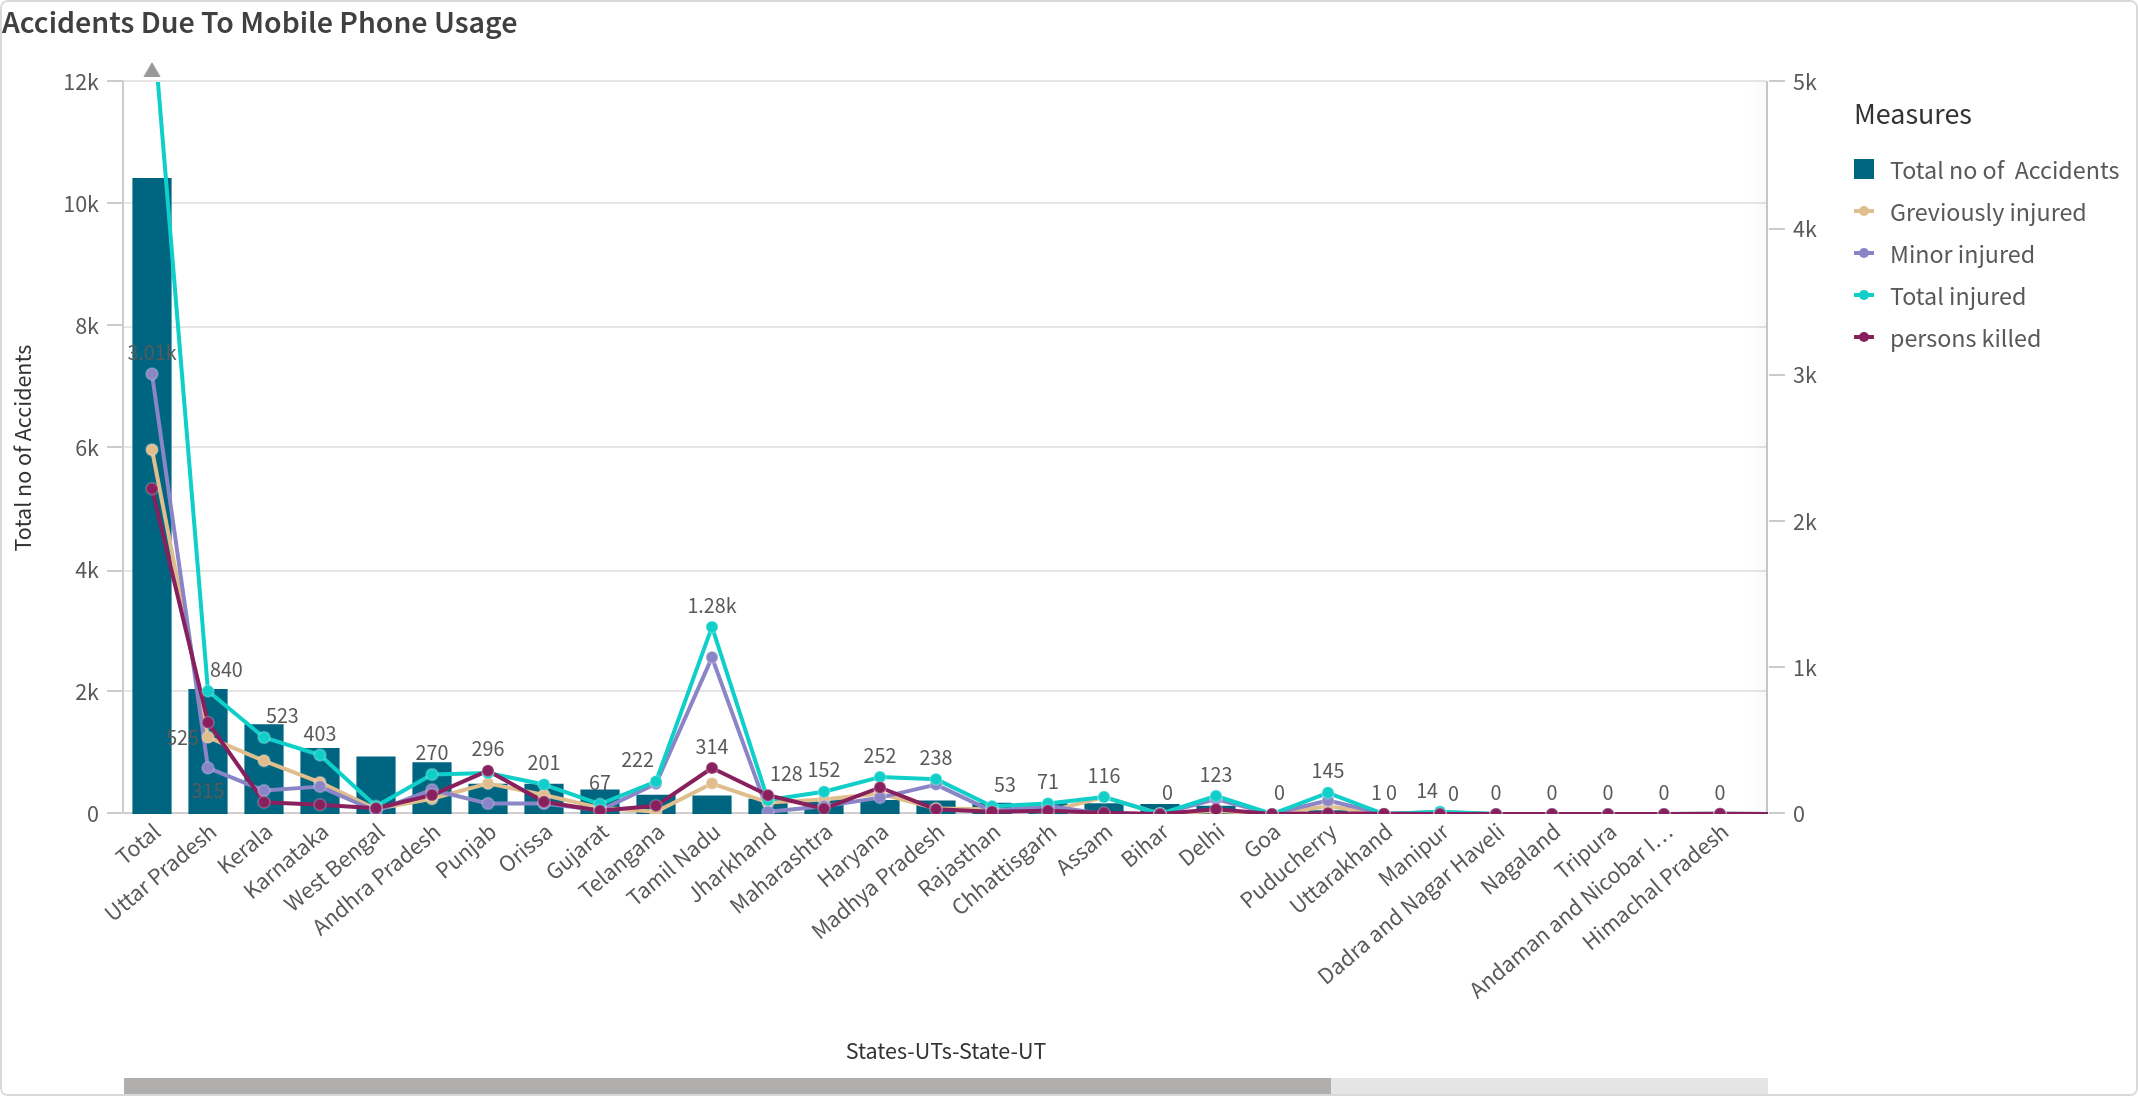 Accidents Due To Mobile Phone Usage
12k
10k
8k
6k
4k
2k
0
Total no of Accidents
5k
4k
3k
2k
1k
0
Measures
Total no of  Accidents
Greviously injured
Minor injured
Total injured
persons killed
3.01k
840
525
315
523
403
270
296
201
67
222
1.28k
314
128
152
252
238
53
71
116
0
123
0
145
1
0
14
0
0
0
0
0
0
Total
Uttar Pradesh
Kerala
Karnataka
West Bengal
Andhra Pradesh
Punjab
Orissa
Gujarat
Telangana
Tamil Nadu
Jharkhand
Maharashtra
Haryana
Madhya Pradesh
Rajasthan
Chhattisgarh
Assam
Bihar
Delhi
Goa
Puducherry
Uttarakhand
Manipur
Dadra and Nagar Haveli
Nagaland
Tripura
Andaman and Nicobar I…
Himachal Pradesh
States-UTs-State-UT